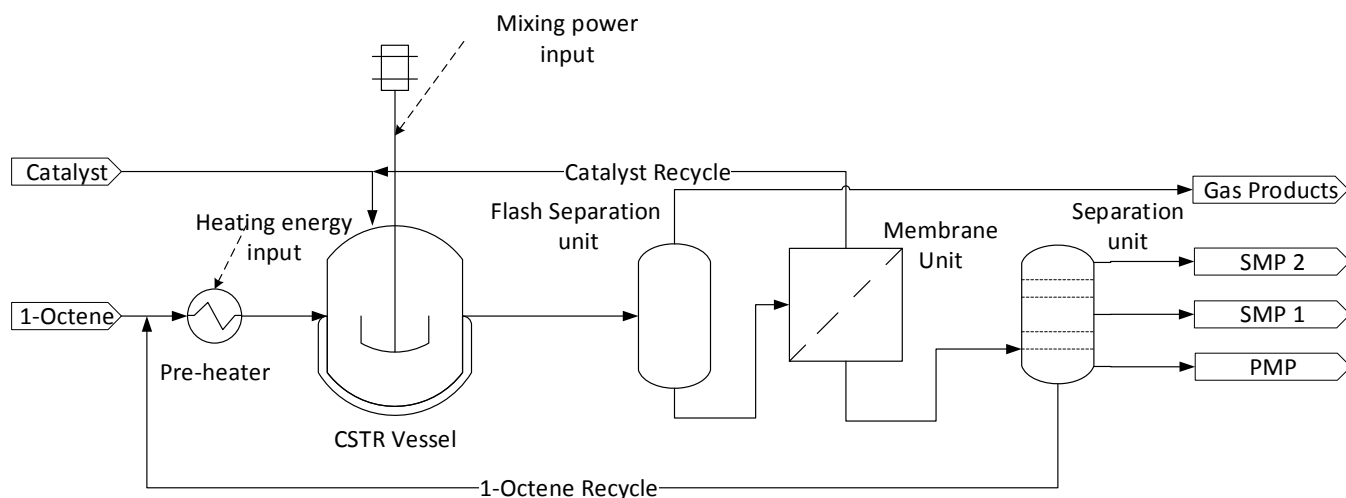 Mixing power
input
Catalyst
Catalyst Recycle
Gas Products
Heating energy
input
Flash Separation
unit
Membrane
Unit
Separation
unit
SMP 2
1-Octene
SMP 1
Pre-heater
PMP
CSTR Vessel
1-Octene Recycle